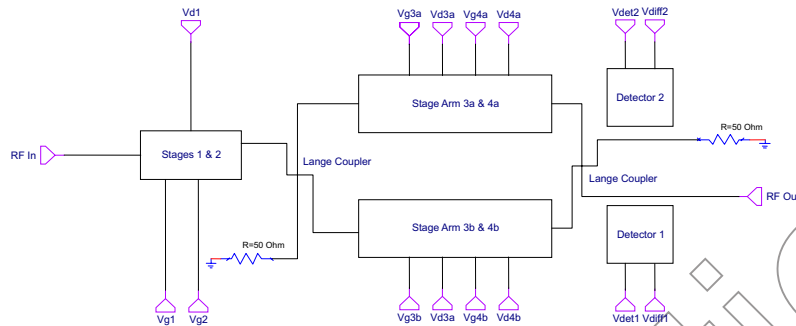 Vd1
Vg3a Vd3a Vg4a Vd4a
Vdet2 Vdiff2
Stage Arm 3a & 4a
Detector 2
R=50 Ohm
RF In
Stages 1 & 2
Lange Coupler
Lange Coupler
RF Ou
Stage Arm 3b & 4b
Detector 1
R=50 Ohm
Vg1 Vg2
Vg3b Vd3a Vg4b Vd4b
Vdet1 Vdiff1